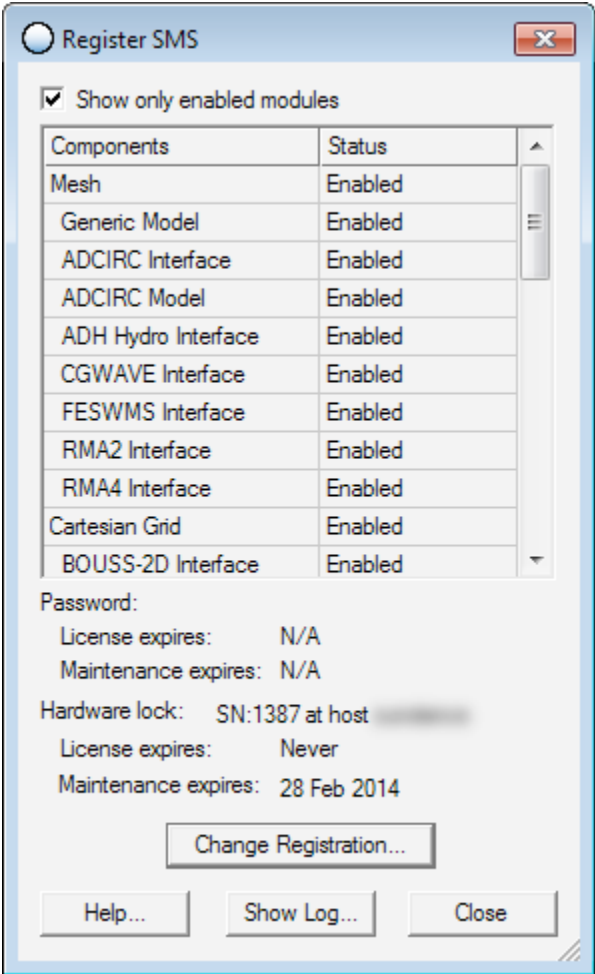 Register SMS
Show only enabled modules
Components Status
Mesh Enabled
Generic Model Enabled
ADCIRC Interface Enabled
ADCIRC Model Enabled
ADH Hydro Interface Enabled
CGWAVE Interface Enabled
FESWMS Interface Enabled
RMA2 Interface Enabled
RMA4 Interface Enabled
Cartesian Grid Enabled
BOUSS-2D Interface Enabled
Password:
License expires: N/A
Maintenance expires: N/A
Hardware lock: SN:1387 at host
License expires: Never
Maintenance expires: 28 Feb 2014
Change Registration...
Help... Show Log... Close